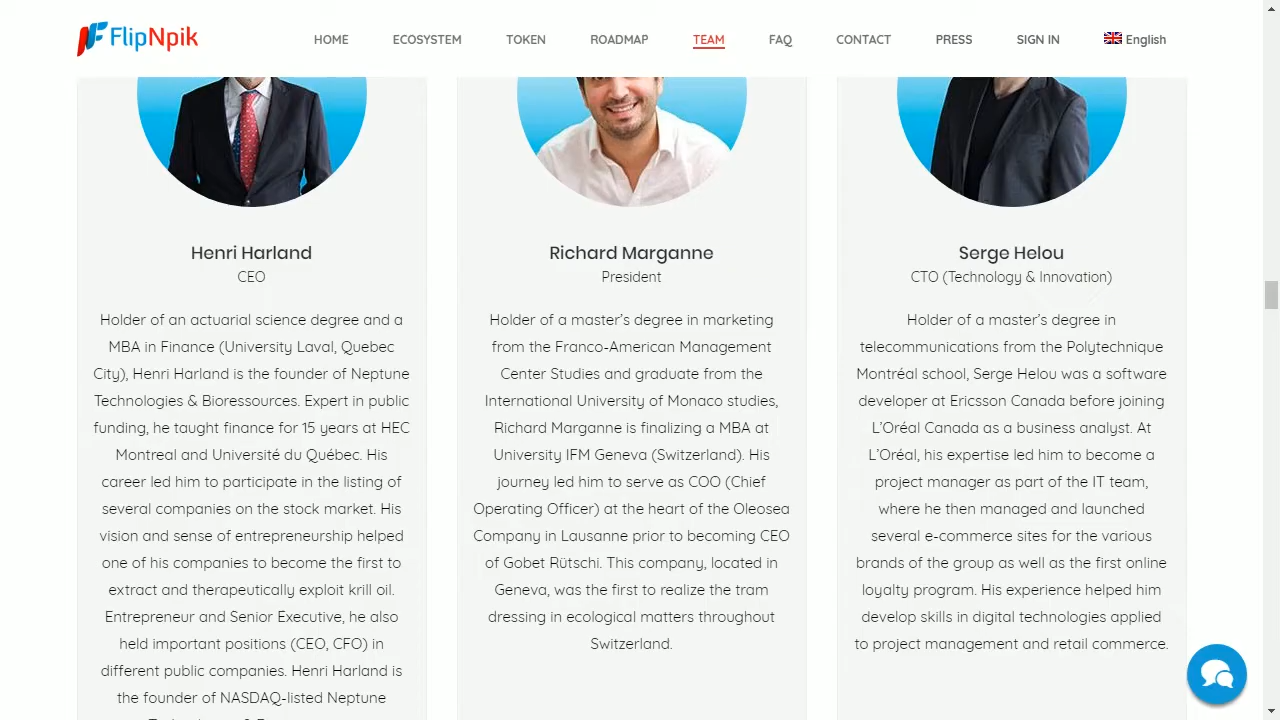 FlipNpik
HOME
ECOSYSTEM
TOKEN
ROADMAP
TEAM
FAQ
CONTACT
PRESS
SIGN IN
English
Henri Harland
CEO
Holder of an actuarial science degree and a
MBA in Finance (University Laval, Quebec
City), Henri Harland is the founder of Neptune
Technologies & Bioressources. Expert in public
funding, he taught finance for 15 years at HEC
Montreal and Université du Québec. His
career led him to participate in the listing of
several companies on the stock market. His
vision and sense of entrepreneurship helped
one of his companies to become the first to
extract and therapeutically exploit krill oil.
Entrepreneur and Senior Executive, he also
held important positions (CEO, CFO) in
different public companies. Henri Harland is
the founder of NASDAQ-listed Neptune
Richard Marganne
President
Holder of a master's degree in marketing
from the Franco-American Management
Center Studies and graduate from the
International University of Monaco studies,
Richard Marganne is finalizing a MBA at
University IFM Geneva (Switzerland). His
journey led him to serve as COO (Chief
Operating Officer) at the heart of the Oleosea
Company in Lausanne prior to becoming CEO
of Gobet Rütschi. This company, located in
Geneva, was the first to realize the tram
dressing in ecological matters throughout
Switzerland.
Serge Helou
CTO (Technology & Innovation)
Holder of a master's degree in
telecommunications from the Polytechnique
Montréal school, Serge Helou was a software
developer at Ericsson Canada before joining
L'Oréal Canada as a business analyst. At
L'Oréal, his expertise led him to become a
project manager as part of the IT team,
where he then managed and launched
several e-commerce sites for the various
brands of the group as well as the first online
loyalty program. His experience helped him
develop skills in digital technologies applied
to project management and retail commerce.